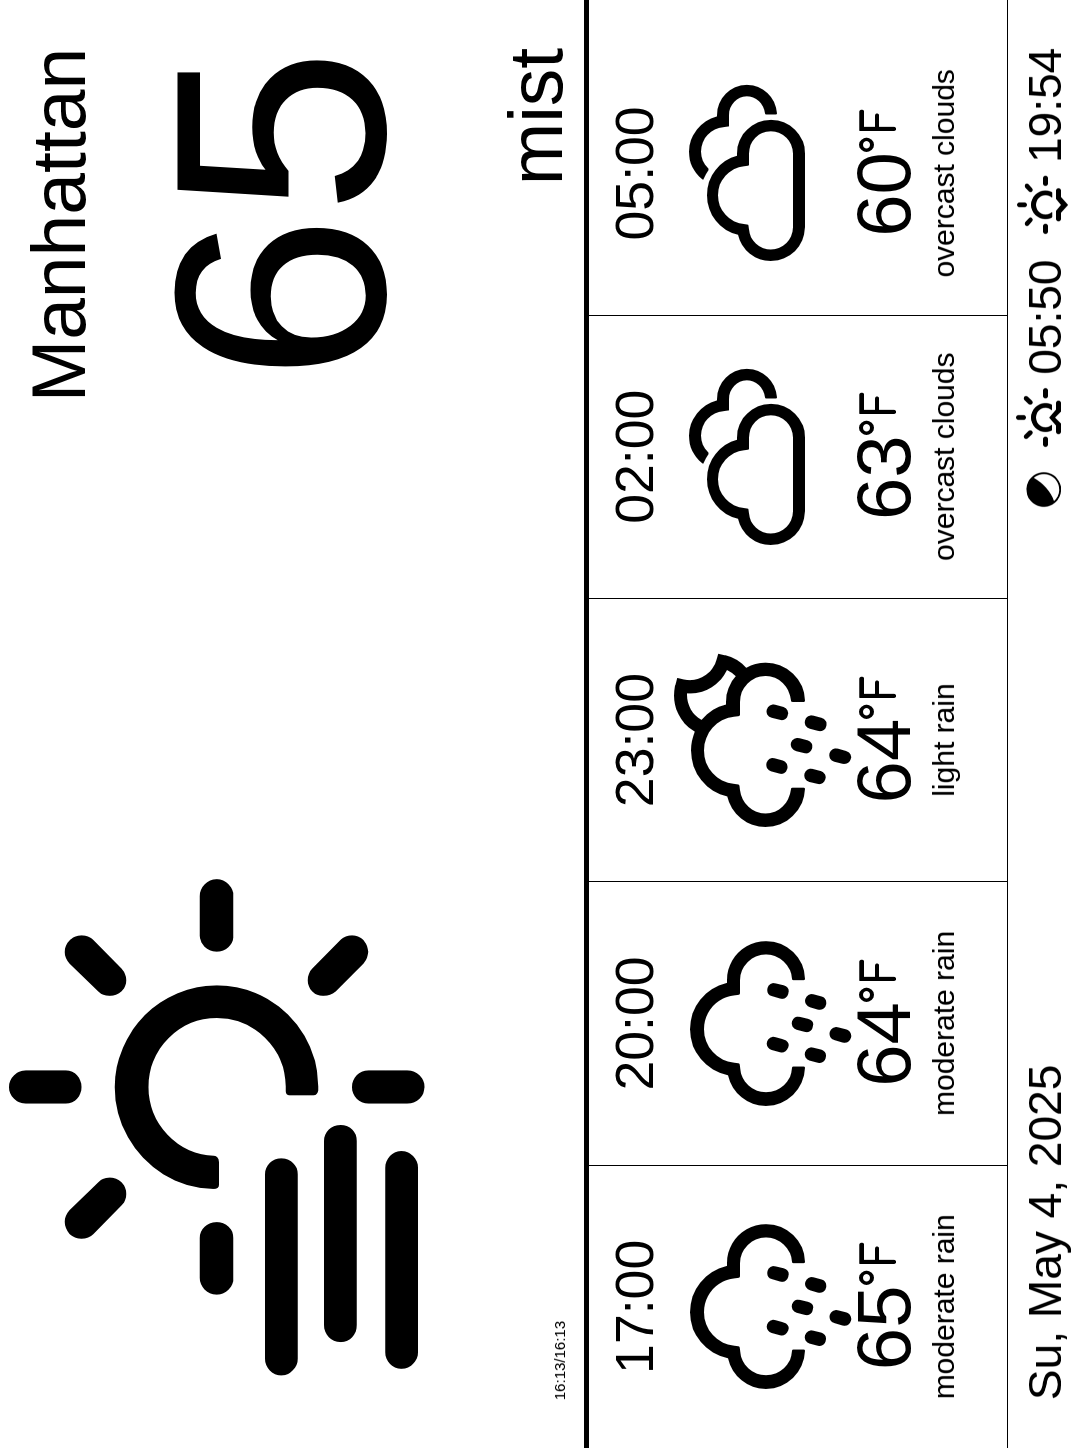 Manhattan
65
mist
16:13/16:13
17:00
65°F
moderate rain
20:00
64°F
moderate rain
23:00
64°F
light rain
02:00
63°F
overcast clouds
05:00
60°F
overcast clouds
Su, May 4, 2025
05:50
19:54